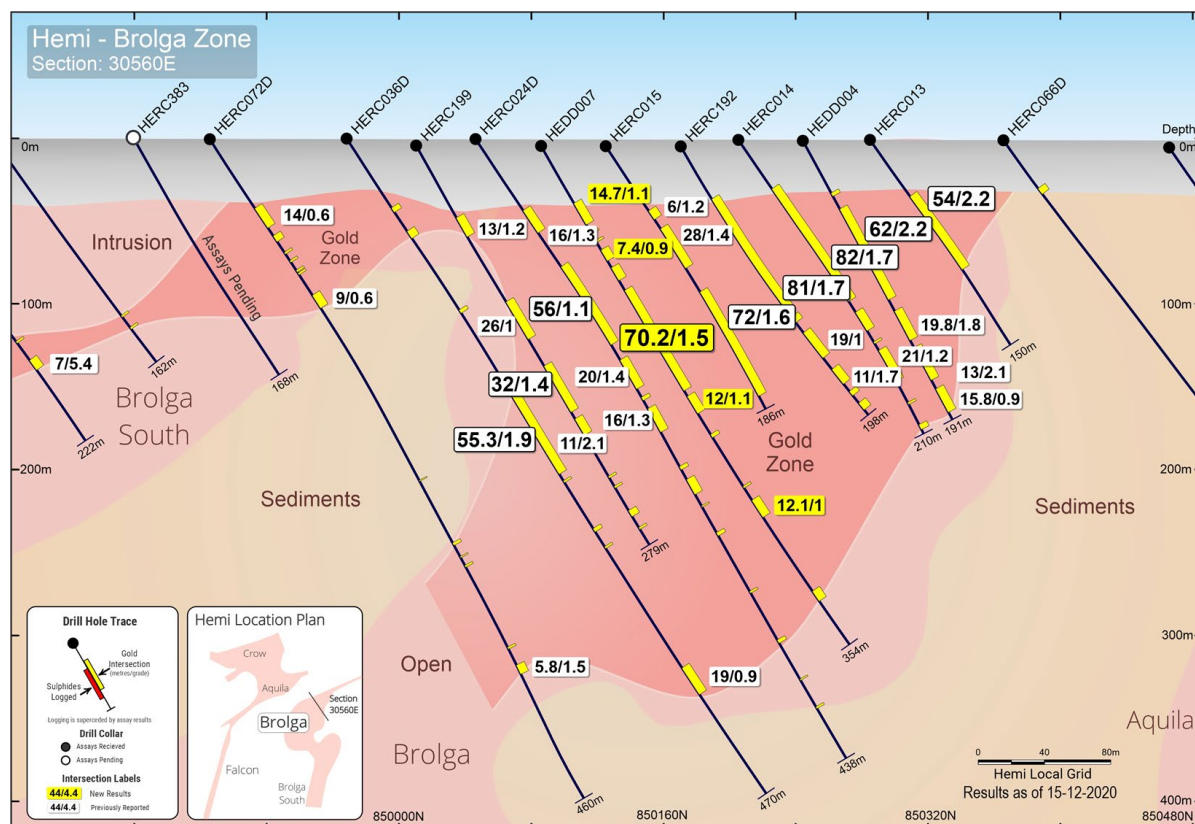 Hemi - Brolga Zone
Section: 30560E
HERC383
HERC072D
HERC036D
HERC199
HERC024D
HEDD007
HERC015
HERC192
HERC014
HEDD004
HERC013
HERC066D
Depth
0m
0m
14.7/1.1
6/1.2
54/2.2
14/0.6
13/1.2
16/1.3
28/1.4
62/2.2
Intrusion
Gold
Zone
7.4/0.9
82/1.7
Assays Pending
81/1.7
9/0.6
100m
100m
56/1.1
72/1.6
26/1
70.2/1.5
19/1
19.8/1.8
150m
7/5.4
162m
168m
21/1.2
13/2.1
20/1.4
11/1.7
32/1.4
12/1.1
15.8/0.9
Brolga
South
186m
198m
16/1.3
210m
191m
222m
55.3/1.9
11/2.1
Gold
Zone
200m
200m
Sediments
12.1/1
Sediments
279m
Drill Hole Trace
Gold
Intersection
(metres/grade)
Sulphides
Logged
Logging is superceded by assay results
Drill Collar
Assays Recieved
Assays Pending
Intersection Labels
44/4.4 New Results
44/4.4 Previously Reported
Hemi Location Plan
Crow
Aquila
Section
30560E
Brolga
Falcon
Brolga
South
300m
354m
Open
5.8/1.5
19/0.9
Brolga
Aquila
438m
470m
460m
0 40 80m
Hemi Local Grid
Results as of 15-12-2020
400m
850000N
850160N
850320N
850480N